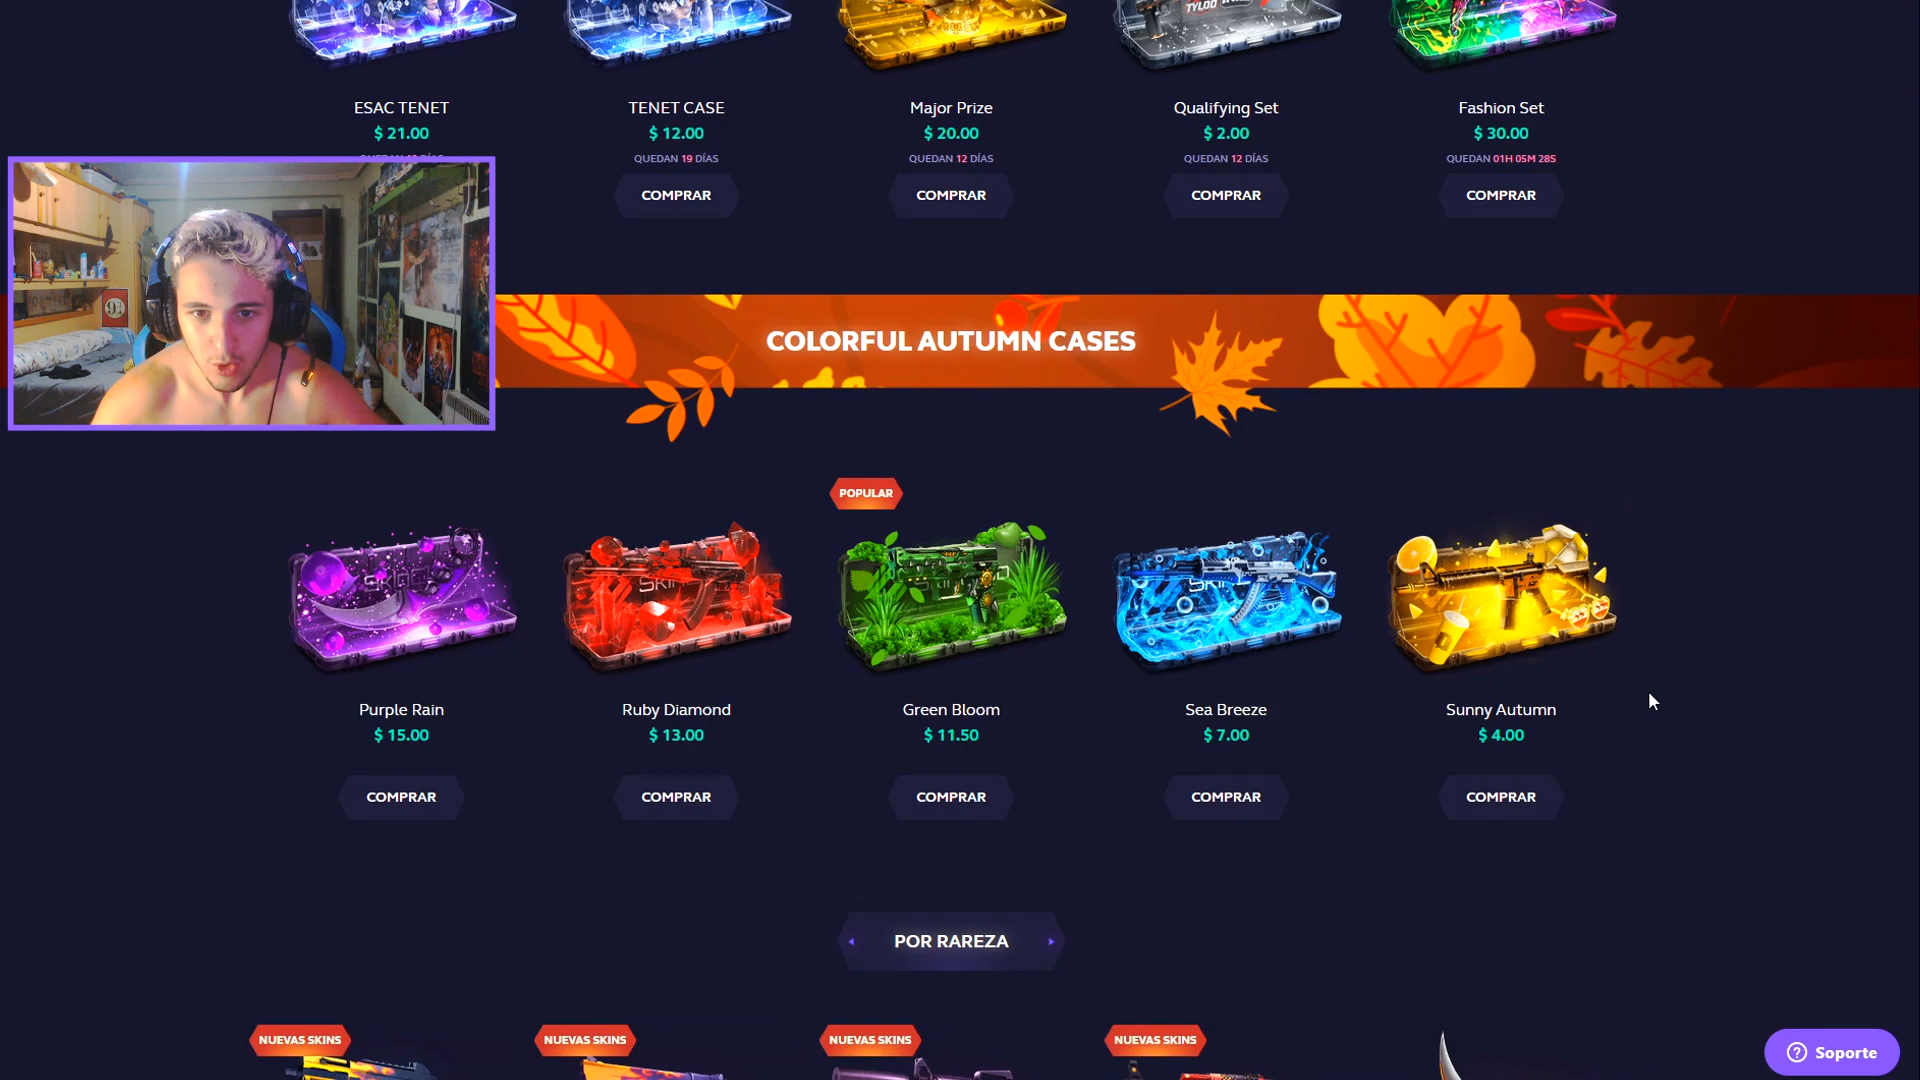 TYLOO
ESAC TENET
$ 21.00
TENET CASE
$ 12.00
QUEDAN 19 DÍAS
COMPRAR
Major Prize
$ 20.00
QUEDAN 12 DÍAS
COMPRAR
Qualifying Set
$ 2.00
QUEDAN 12 DÍAS
COMPRAR
Fashion Set
$ 30.00
QUEDAN 01H 05M 28S
COMPRAR
COLORFUL AUTUMN CASES
POPULAR
Purple Rain
$ 15.00
COMPRAR
Ruby Diamond
$ 13.00
COMPRAR
Green Bloom
$ 11.50
COMPRAR
Sea Breeze
$ 7.00
COMPRAR
Sunny Autumn
$ 4.00
COMPRAR
POR RAREZA
NUEVAS SKINS
NUEVAS SKINS
NUEVAS SKINS
NUEVAS SKINS
Soporte